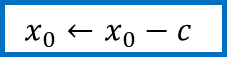 x₀ ← x₀ − c